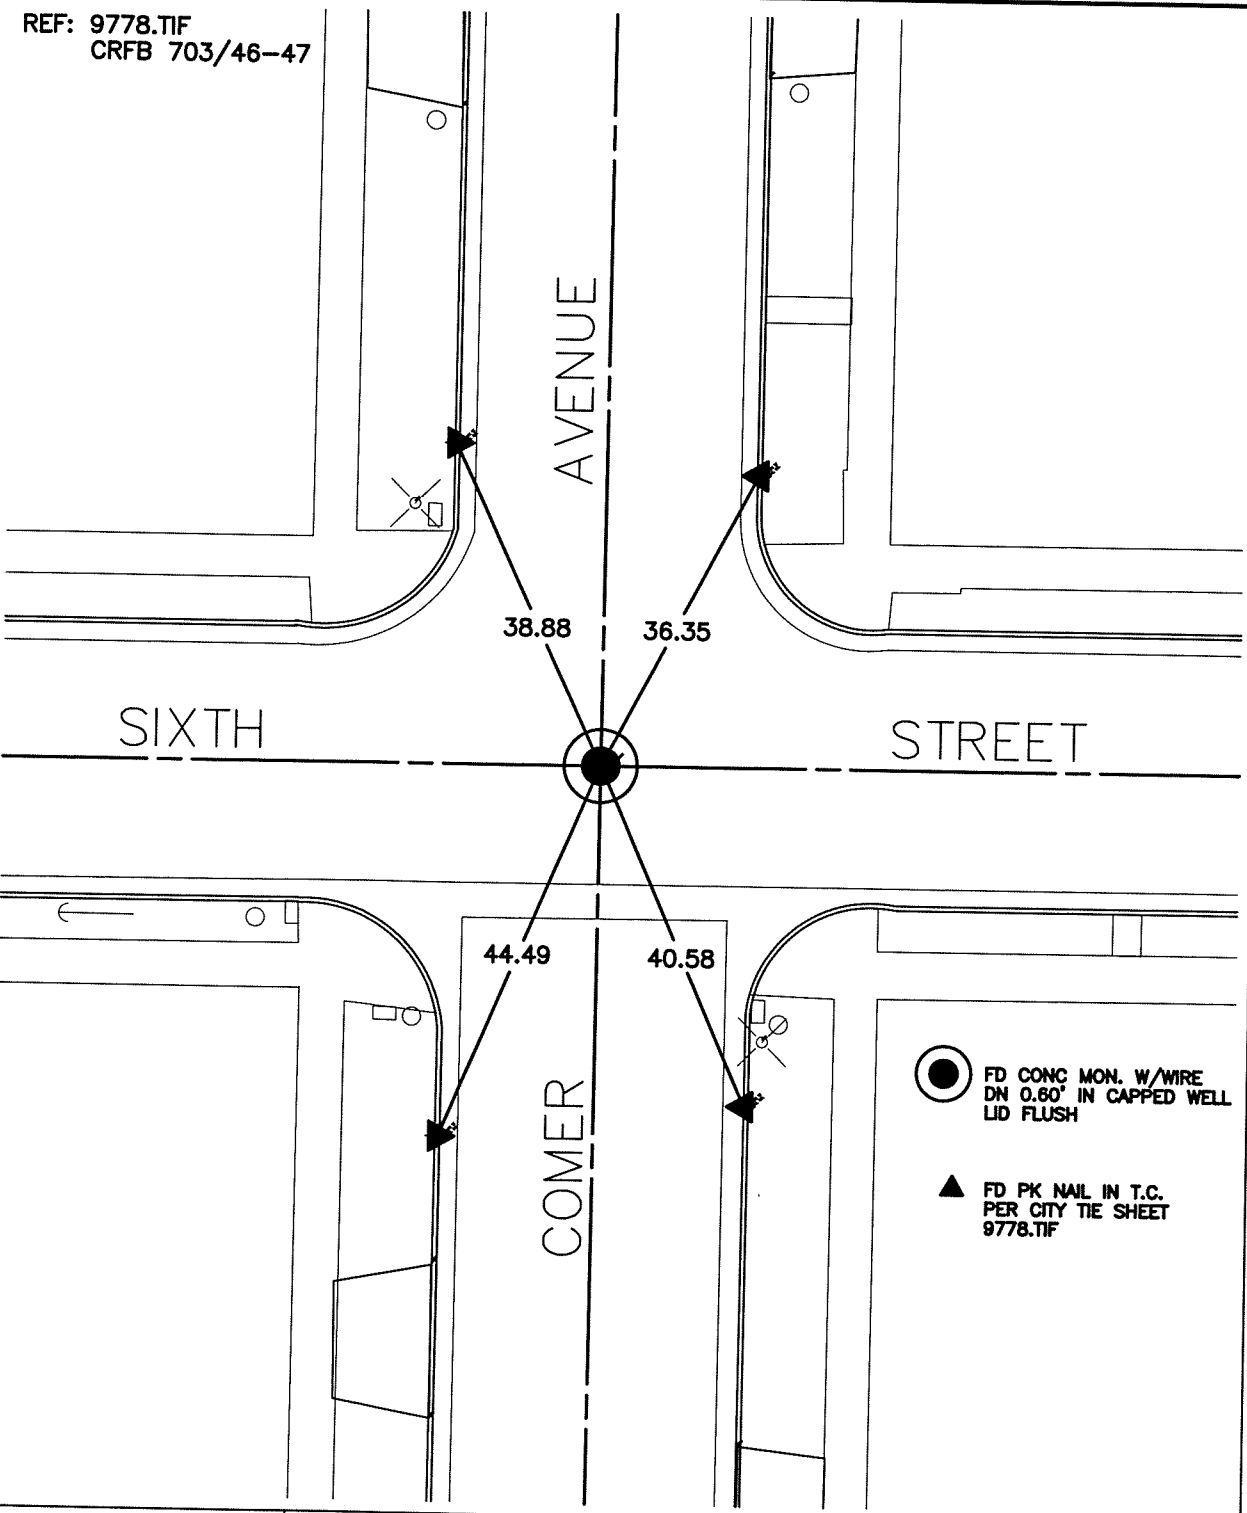 REF: 9778.TIF
CRFB 703/46-47
AVENUE
38.88
36.35
SIXTH
STREET
44.49
40.58
COMER
FD CONC MON. W/WIRE
DN 0.60' IN CAPPED WELL
LID FLUSH
FD PK NAIL IN T.C.
PER CITY TIE SHEET
9778.TIF